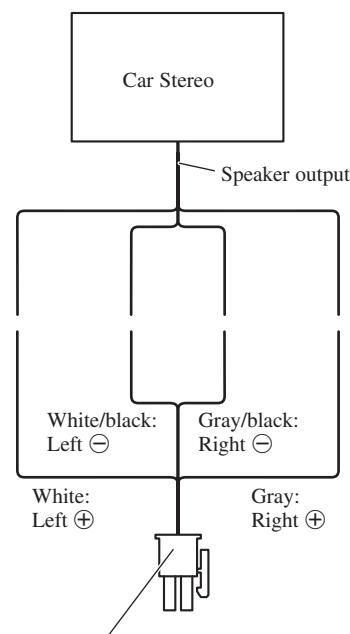 Car Stereo
Speaker output
White/black:
Left ⊖
Gray/black:
Right ⊖
White:
Left ⊕
Gray:
Right ⊕